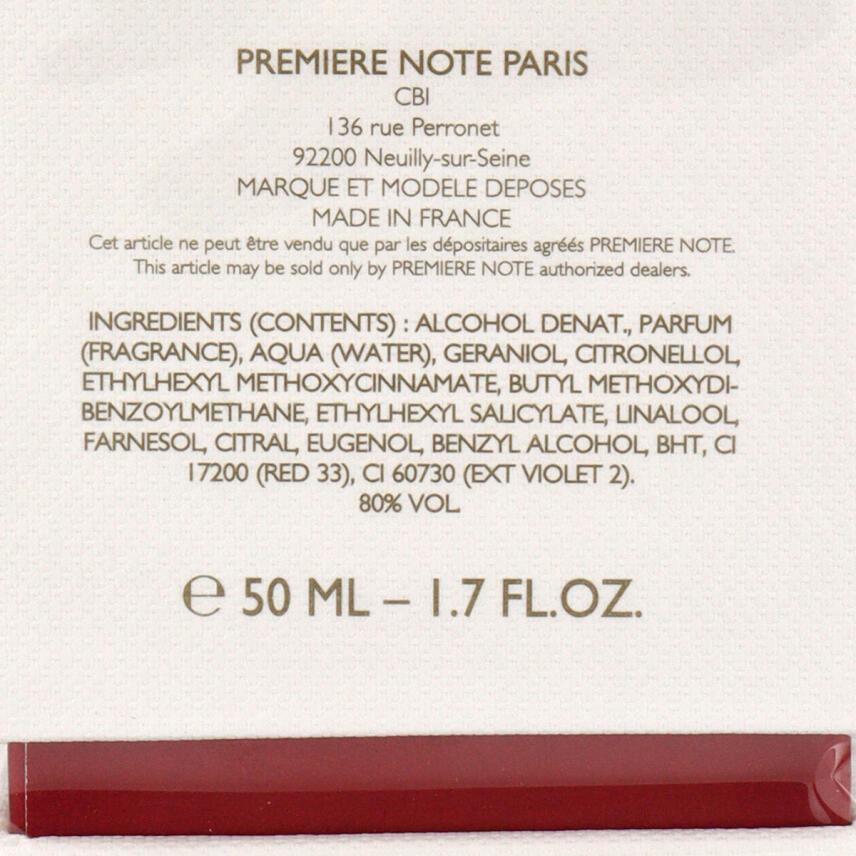 PREMIERE NOTE PARIS
CBI
136 rue Perronet
92200 Neuilly-sur-Seine
MARQUE ET MODELE DEPOSES
MADE IN FRANCE
Cet article ne peut être vendu que par les dépositaires agréés PREMIERE NOTE.
This article may be sold only by PREMIERE NOTE authorized dealers.
INGREDIENTS (CONTENTS) : ALCOHOL DENAT., PARFUM
(FRAGRANCE), AQUA (WATER), GERANIOL, CITRONELLOL,
ETHYLHEXYL METHOXYCINNAMATE, BUTYL METHOXYDI-
BENZOYLMETHANE, ETHYLHEXYL SALICYLATE, LINALOOL,
FARNESOL, CITRAL, EUGENOL, BENZYL ALCOHOL, BHT, CI
17200 (RED 33), CI 60730 (EXT VIOLET 2).
80% VOL.
℮ 50 ML – 1.7 FL.OZ.